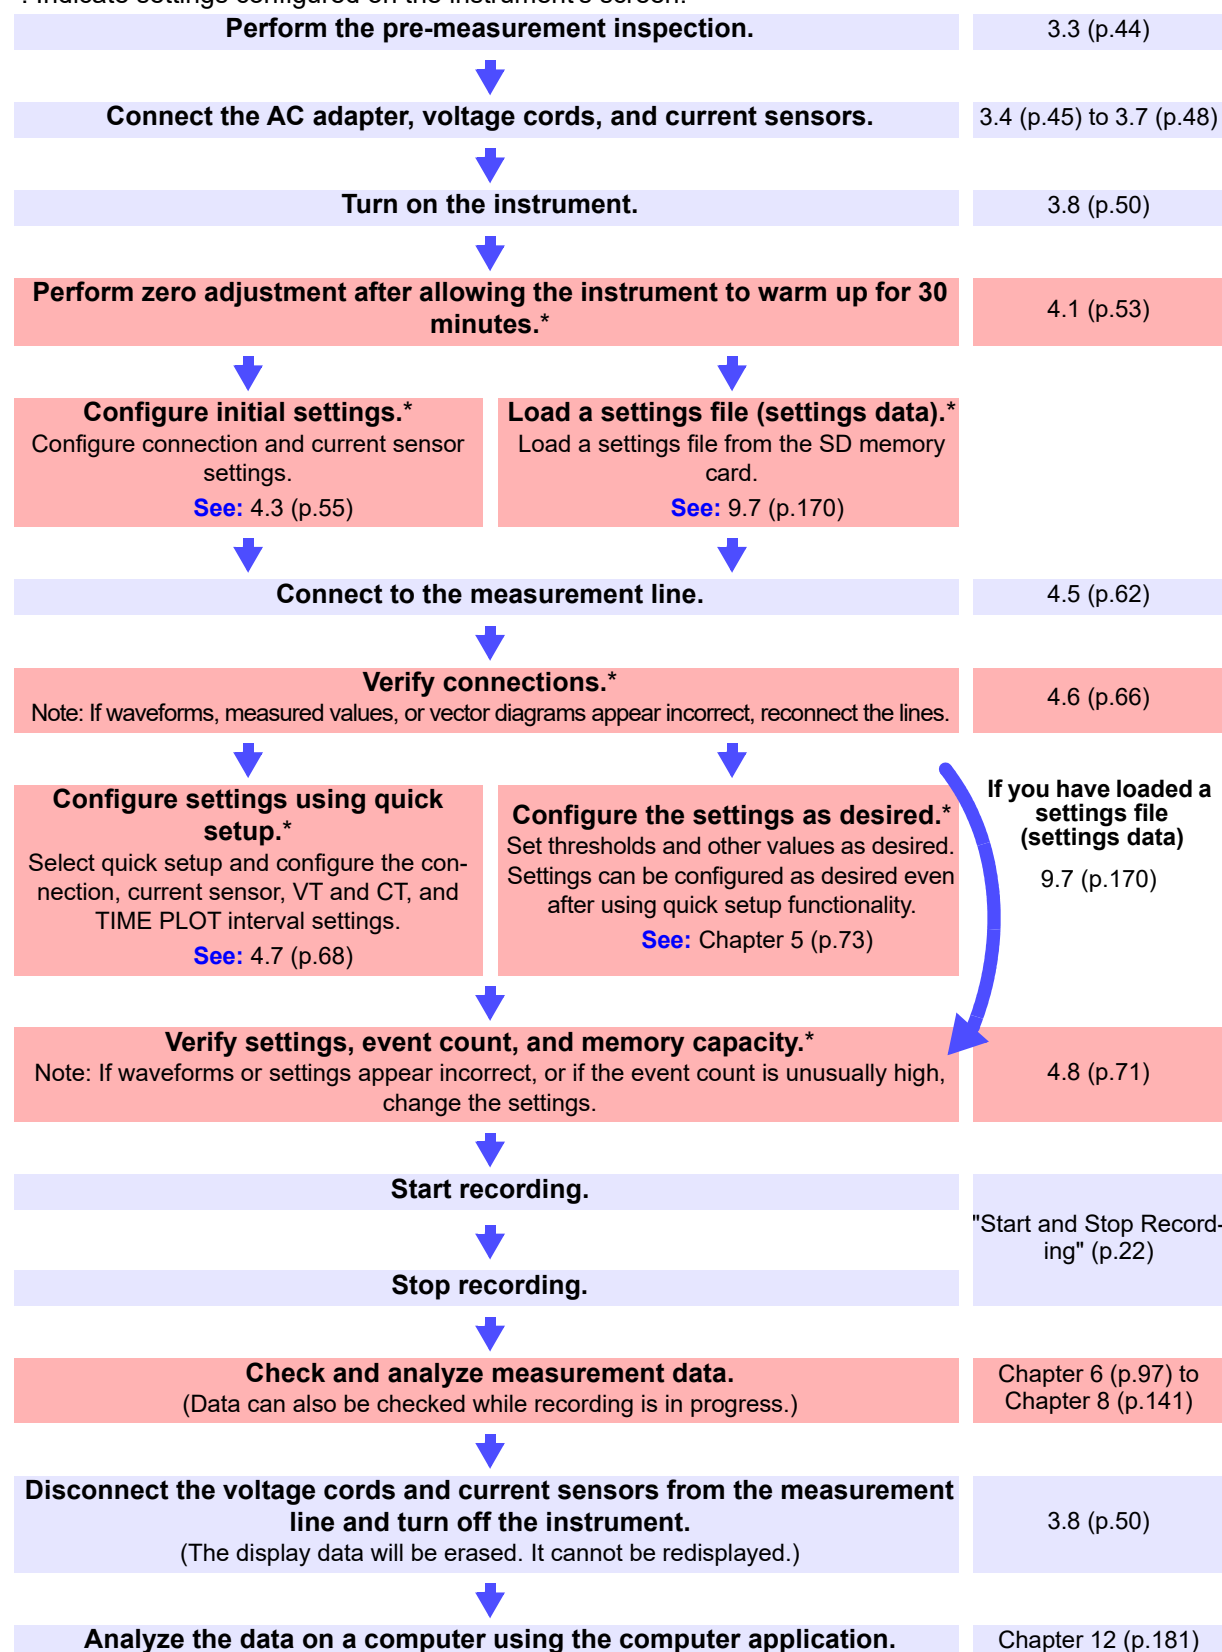 : Indicate settings configured on the instrument's screen.
Perform the pre-measurement inspection.
3.3 (p.44)
Connect the AC adapter, voltage cords, and current sensors.
3.4 (p.45) to 3.7 (p.48)
Turn on the instrument.
3.8 (p.50)
Perform zero adjustment after allowing the instrument to warm up for 30
minutes.*
4.1 (p.53)
Configure initial settings.*
Configure connection and current sensor
settings.
See: 4.3 (p.55)
Load a settings file (settings data).*
Load a settings file from the SD memory
card.
See: 9.7 (p.170)
Connect to the measurement line.
4.5 (p.62)
Verify connections.*
Note: If waveforms, measured values, or vector diagrams appear incorrect, reconnect the lines.
4.6 (p.66)
Configure settings using quick
setup.*
Select quick setup and configure the con-
nection, current sensor, VT and CT, and
TIME PLOT interval settings.
See: 4.7 (p.68)
Configure the settings as desired.*
Set thresholds and other values as desired.
Settings can be configured as desired even
after using quick setup functionality.
See: Chapter 5 (p.73)
If you have loaded a
settings file
(settings data)
9.7 (p.170)
Verify settings, event count, and memory capacity.*
Note: If waveforms or settings appear incorrect, or if the event count is unusually high,
change the settings.
4.8 (p.71)
Start recording.
"Start and Stop Record-
ing" (p.22)
Stop recording.
Check and analyze measurement data.
(Data can also be checked while recording is in progress.)
Chapter 6 (p.97) to
Chapter 8 (p.141)
Disconnect the voltage cords and current sensors from the measurement
line and turn off the instrument.
(The display data will be erased. It cannot be redisplayed.)
3.8 (p.50)
Analyze the data on a computer using the computer application.
Chapter 12 (p.181)